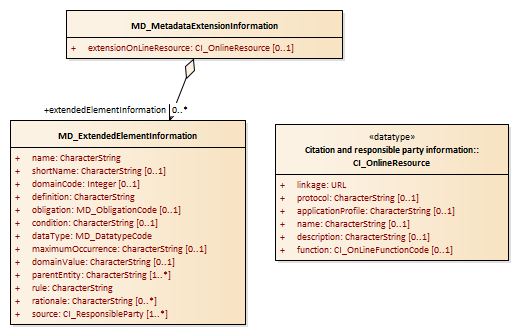 MD_MetadataExtensionInformation
+ extensionOnLineResource: CI_OnlineResource [0..1]
+extendedElementInformation 0..*
MD_ExtendedElementInformation
+ name: CharacterString
+ shortName: CharacterString [0..1]
+ domainCode: Integer [0..1]
+ definition: CharacterString
+ obligation: MD_ObligationCode [0..1]
+ condition: CharacterString [0..1]
+ dataType: MD_DatatypeCode
+ maximumOccurrence: CharacterString [0..1]
+ domainValue: CharacterString [0..1]
+ parentEntity: CharacterString [1..*]
+ rule: CharacterString
+ rationale: CharacterString [0..*]
+ source: CI_ResponsibleParty [1..*]
«datatype»
Citation and responsible party information::
CI_OnlineResource
+ linkage: URL
+ protocol: CharacterString [0..1]
+ applicationProfile: CharacterString [0..1]
+ name: CharacterString [0..1]
+ description: CharacterString [0..1]
+ function: CI_OnLineFunctionCode [0..1]